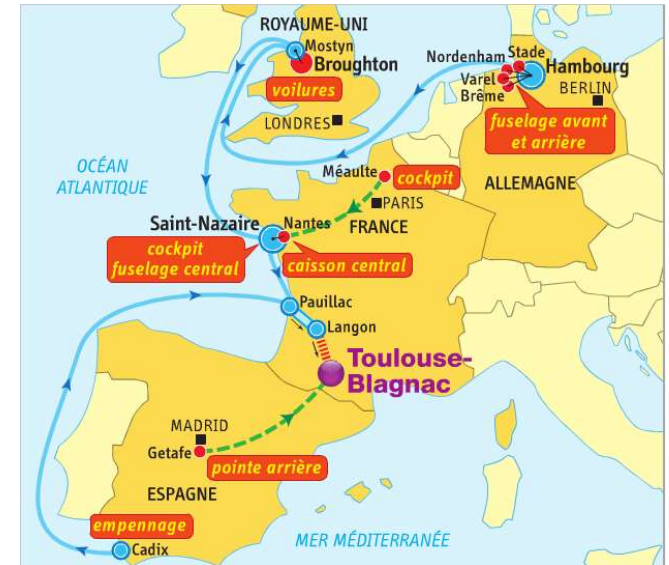 ROYAUME-UNI
Mostyn
Broughton
voilures
LONDRES
Nordenham
Stade
Hambourg
Varel
Brême
BERLIN
fuselage avant
et arrière
ALLEMAGNE
OCÉAN
ATLANTIQUE
Méaulte
cockpit
PARIS
FRANCE
Saint-Nazaire
Nantes
cockpit
fuselage central
caisson central
Pauillac
Langon
Toulouse-
Blagnac
MADRID
Getafe
pointe arrière
ESPAGNE
empennage
Cadix
MER MÉDITERRANÉE